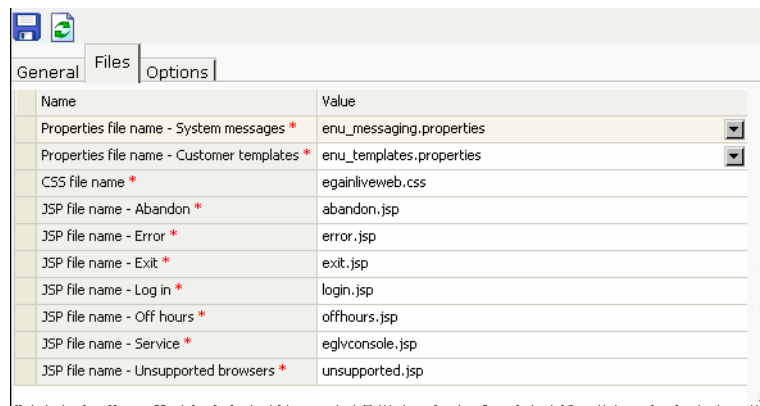 General Files Options
Name Value
Properties file name - System messages * enu_messaging.properties
Properties file name - Customer templates * enu_templates.properties
CSS file name * egainliveweb.css
JSP file name - Abandon * abandon.jsp
JSP file name - Error * error.jsp
JSP file name - Exit * exit.jsp
JSP file name - Log in * login.jsp
JSP file name - Off hours * offhours.jsp
JSP file name - Service * eglvconsole.jsp
JSP file name - Unsupported browsers * unsupported.jsp